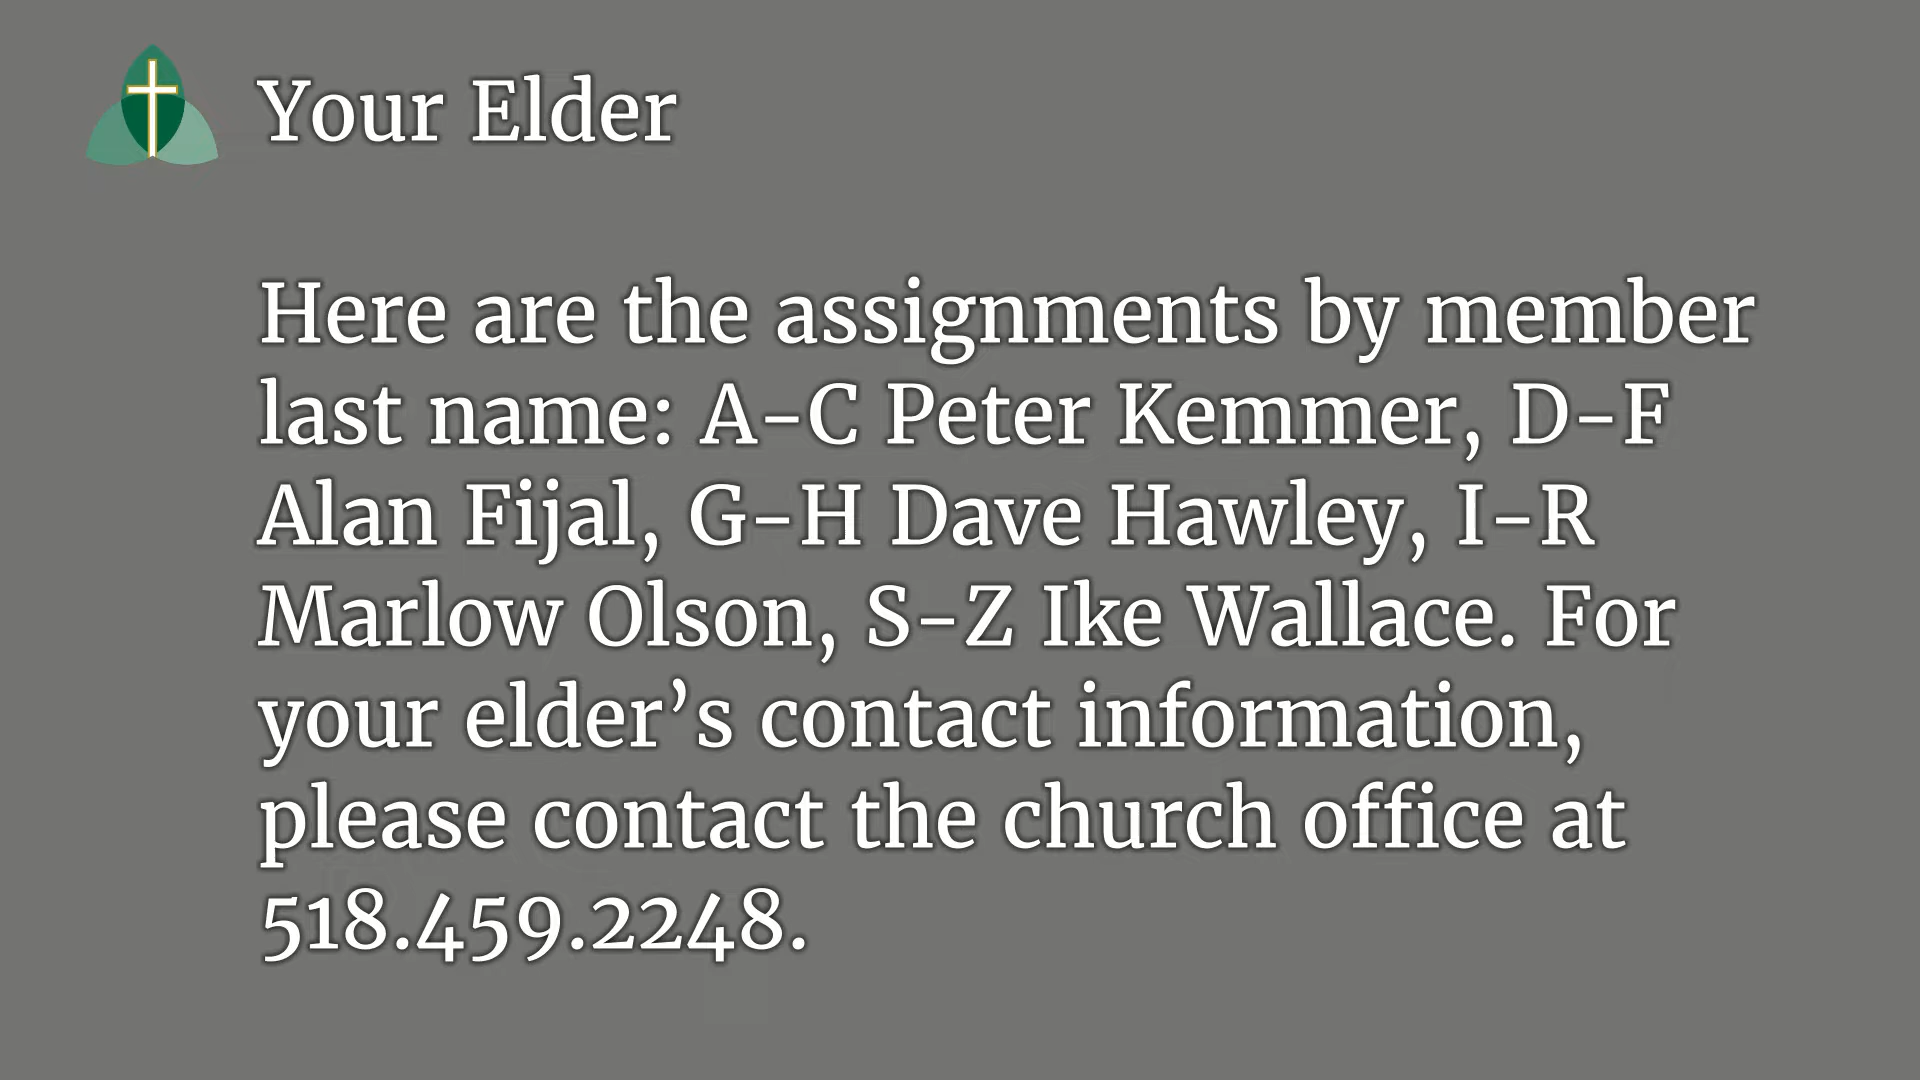 Your Elder
Here are the assignments by member
last name: A–C Peter Kemmer, D–F
Alan Fijal, G–H Dave Hawley, I–R
Marlow Olson, S–Z Ike Wallace. For
your elder’s contact information,
please contact the church office at
518.459.2248.